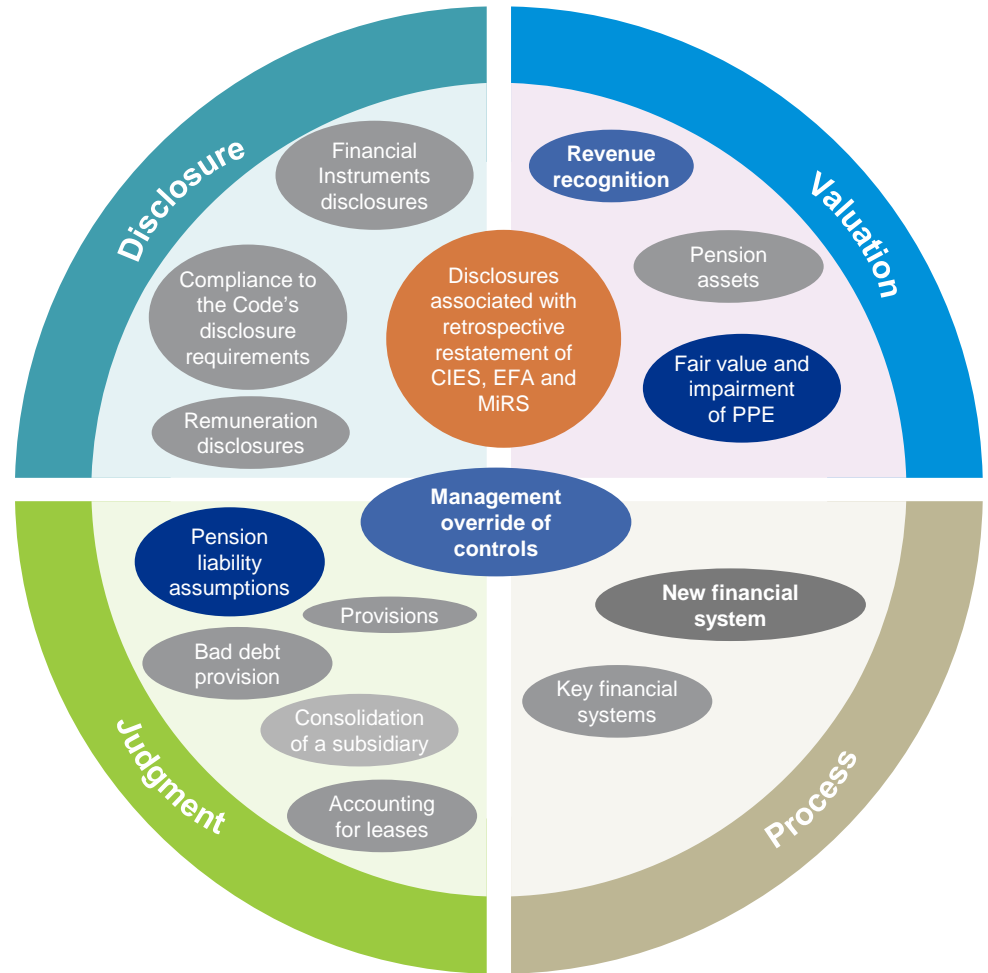 Disclosure
Financial
Instruments
disclosures
Compliance to
the Code's
disclosure
requirements
Remuneration
disclosures
Disclosures
associated with
retrospective
restatement of
CIES, EFA and
MiRS
Valuation
Revenue
recognition
Pension
assets
Fair value and
impairment
of PPE
Management
override of
controls
Judgment
Pension
liability
assumptions
Provisions
Bad debt
provision
Consolidation
of a subsidiary
Accounting
for leases
Process
New financial
system
Key financial
systems